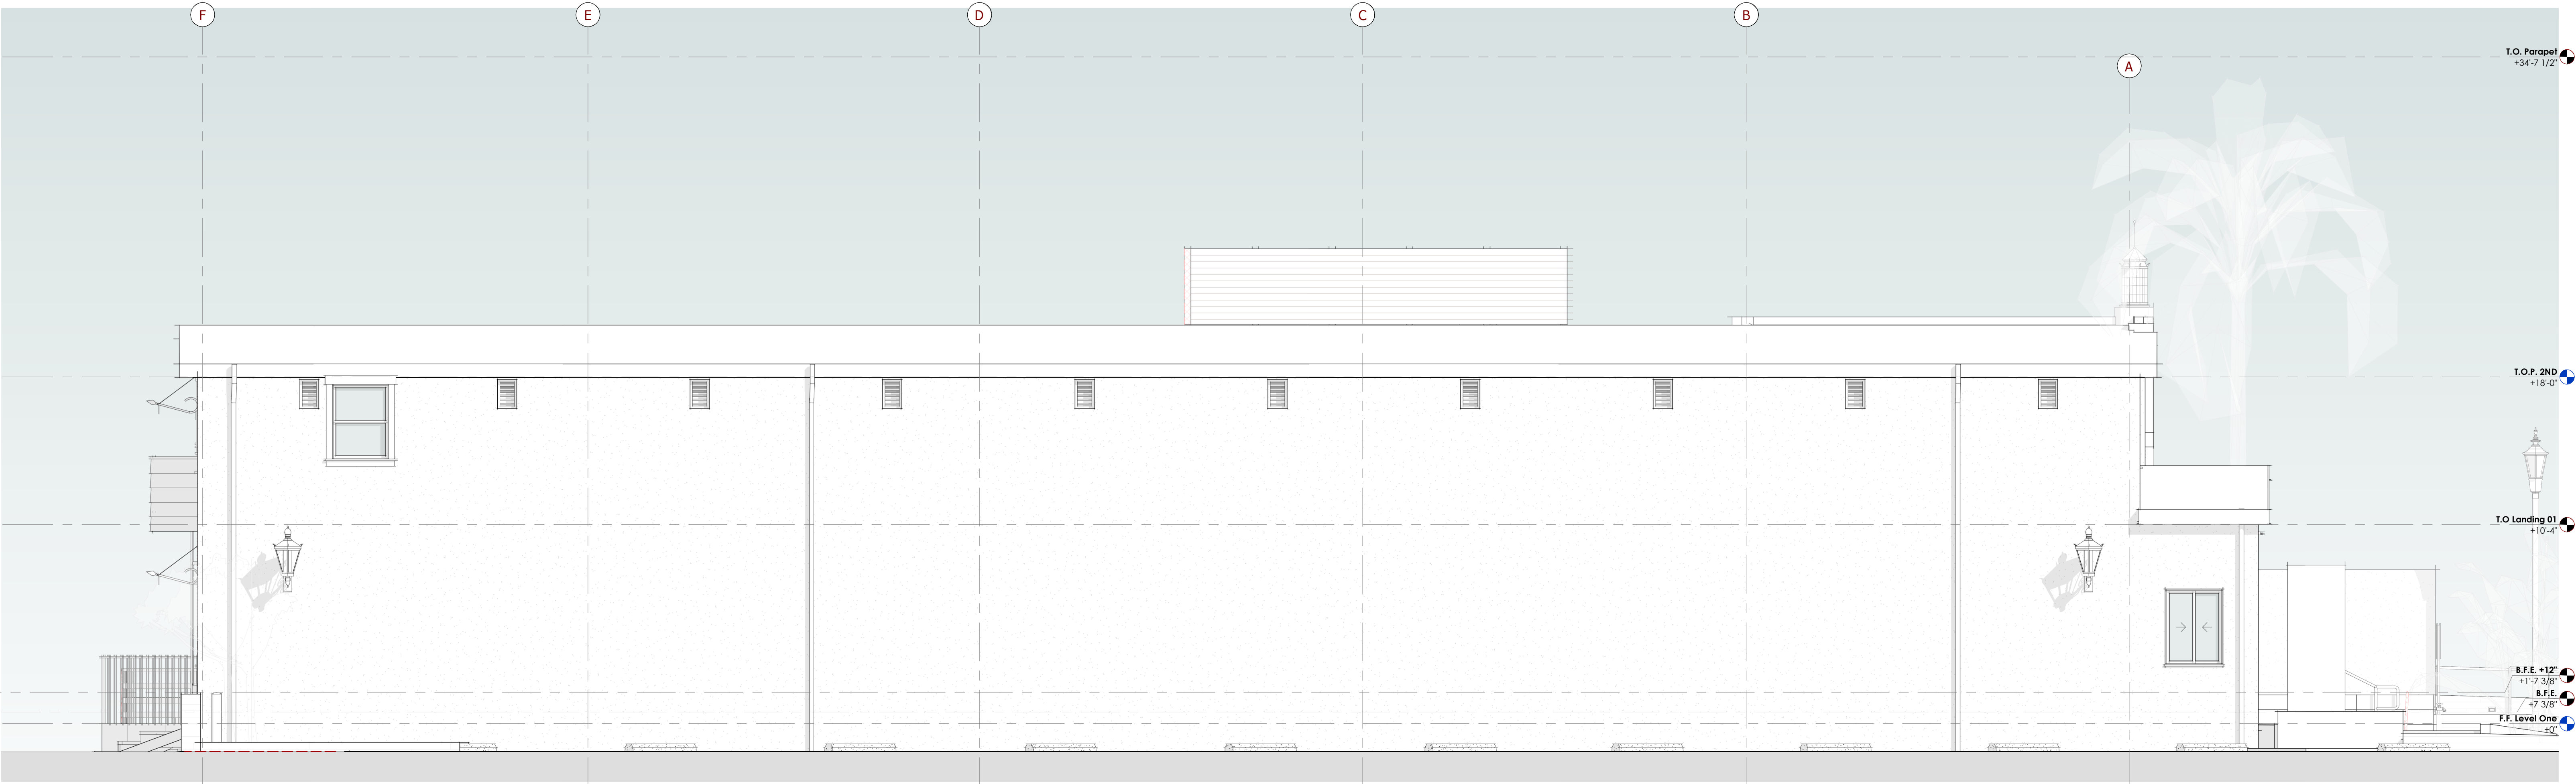 F
E
D
C
B
A
T.O. Parapet
+34'-7 1/2"
T.O.P. 2ND
+18'-0"
T.O Landing 01
+10'-4"
B.F.E. +12"
+1'-7 3/8"
B.F.E.
+7 3/8"
F.F. Level One
+0"